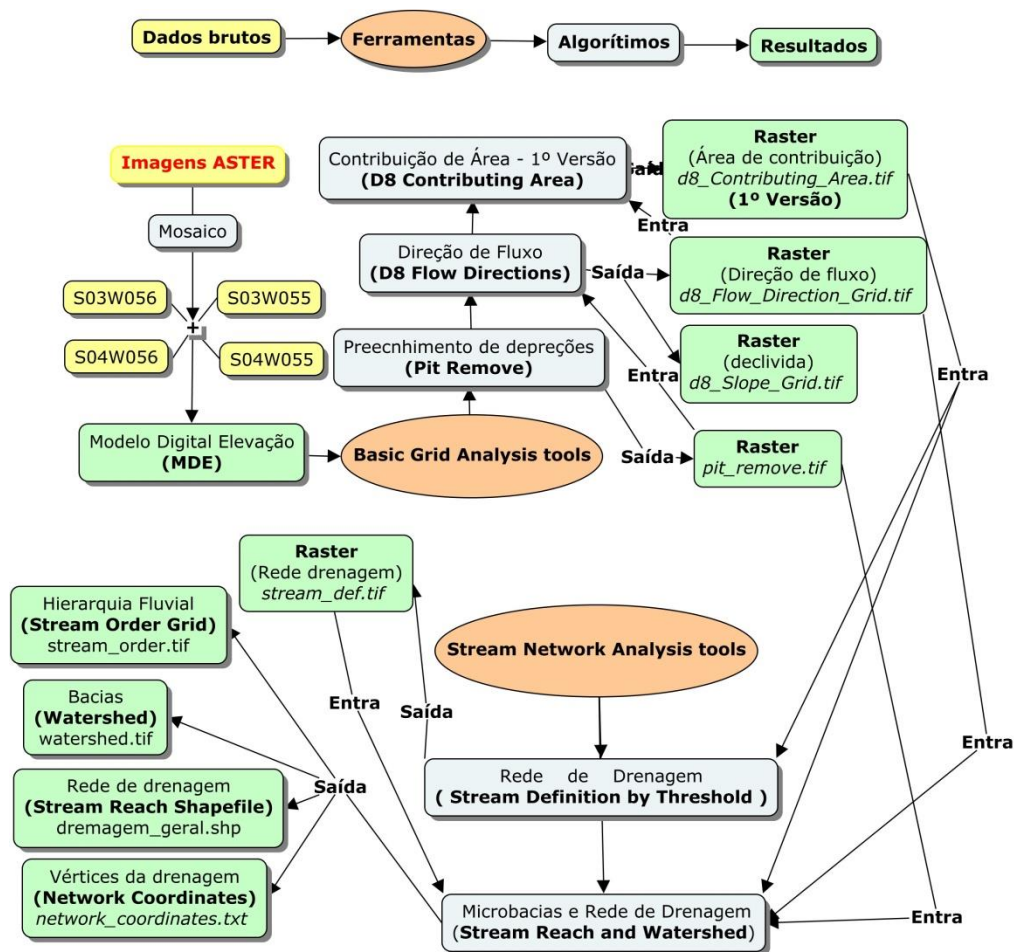 Dados brutos
Ferramentas
Algorítimos
Resultados
Imagens ASTER
Mosaico
S03W056
S03W055
+
S04W056
S04W055
Modelo Digital Elevação
(MDE)
Contribuição de Área - 1º Versão
(D8 Contributing Area)
Direção de Fluxo
(D8 Flow Directions)
Preecnhimento de depreções
(Pit Remove)
Basic Grid Analysis tools
Raster
(Área de contribuição)
d8_Contributing_Area.tif
(1º Versão)
Entra
Saída
Raster
(Direção de fluxo)
d8_Flow_Direction_Grid.tif
Raster
(declivida)
d8_Slope_Grid.tif
Entra
Entra
Saída
Raster
pit_remove.tif
Raster
(Rede drenagem)
stream_def.tif
Hierarquia Fluvial
(Stream Order Grid)
stream_order.tif
Stream Network Analysis tools
Entra
Saída
Bacias
(Watershed)
watershed.tif
Entra
Saída
Rede de Drenagem
( Stream Definition by Threshold )
Rede de drenagem
(Stream Reach Shapefile)
dremagem_geral.shp
Vértices da drenagem
(Network Coordinates)
network_coordinates.txt
Microbacias e Rede de Drenagem
(Stream Reach and Watershed)
Entra